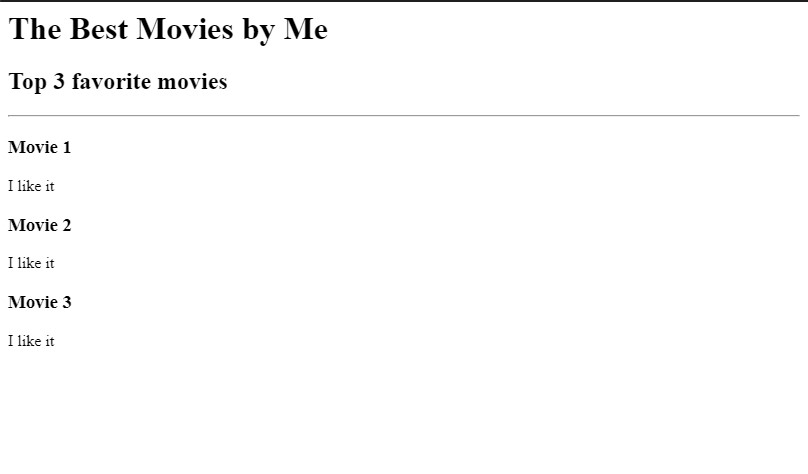 The Best Movies by Me
Top 3 favorite movies
Movie 1
I like it
Movie 2
I like it
Movie 3
I like it